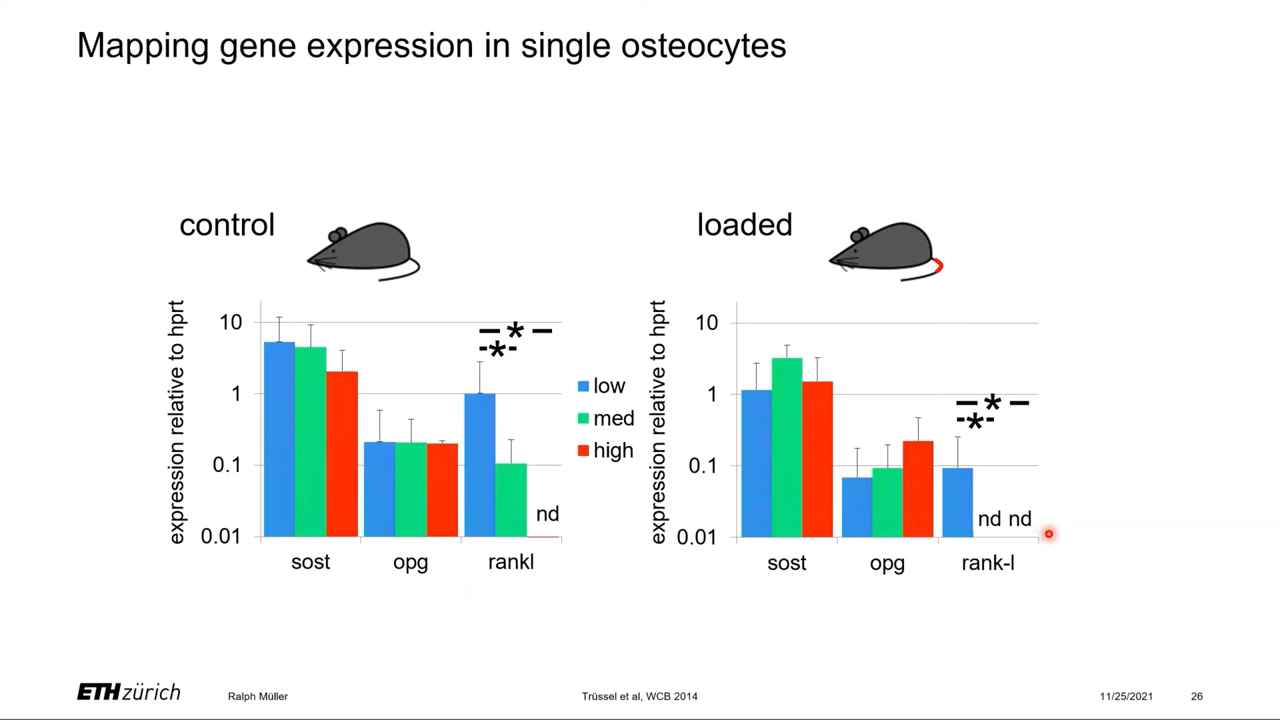 Mapping gene expression in single osteocytes
control
loaded
expression relative to hprt
10
1
0.1
0.01
-*-
-*-
nd
sost
opg
rankl
low
med
high
expression relative to hprt
10
1
0.1
0.01
-*-
-*-
nd nd
sost
opg
rank-l
ETH zürich
Ralph Müller
Trüssel et al, WCB 2014
11/25/2021
26